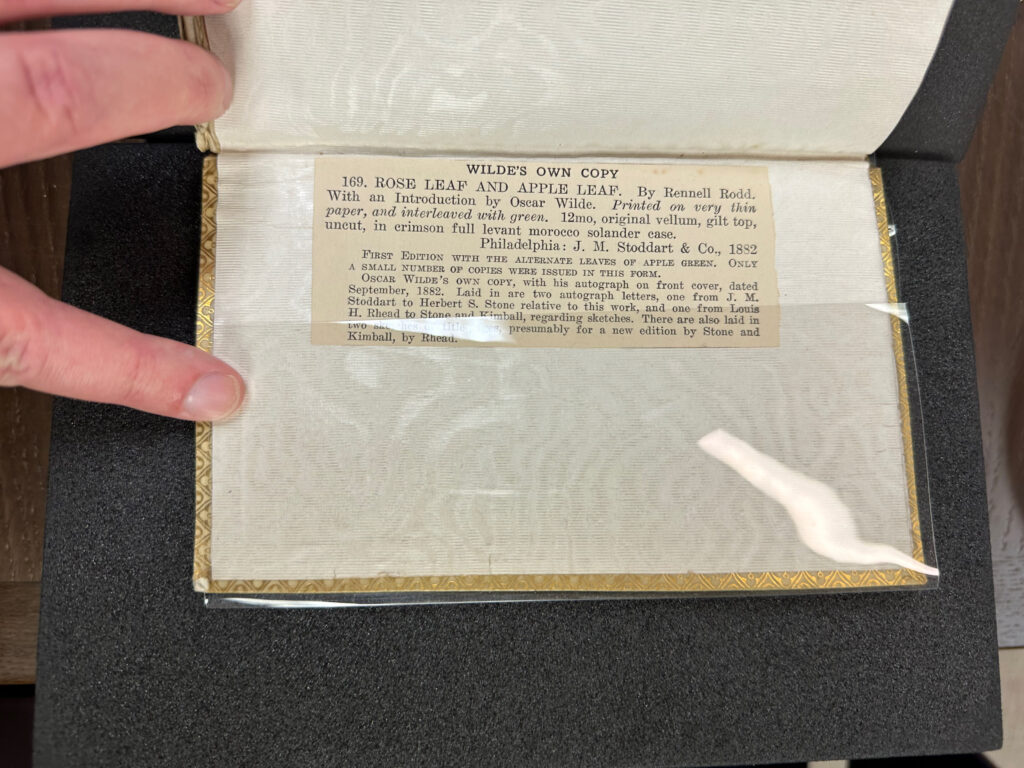 WILDE'S OWN COPY
169. ROSE LEAF AND APPLE LEAF. By Rennell Rodd.
With an Introduction by Oscar Wilde. Printed on very thin
paper, and interleaved with green. 12mo, original vellum, gilt top,
uncut, in crimson full levant morocco solander case.
Philadelphia: J. M. Stoddart & Co., 1882
FIRST EDITION WITH THE ALTERNATE LEAVES OF APPLE GREEN. ONLY
A SMALL NUMBER OF COPIES WERE ISSUED IN THIS FORM.
OSCAR WILDE'S OWN COPY, with his autograph on front cover, dated
September, 1882. Laid in are two autograph letters, one from J. M.
Stoddart to Herbert S. Stone relative to this work, and one from Louis
H. Rhead to Stone and Kimball, regarding sketches. There are also laid in
two presumably for a new edition by Stone and
Kimball, by Rhead.